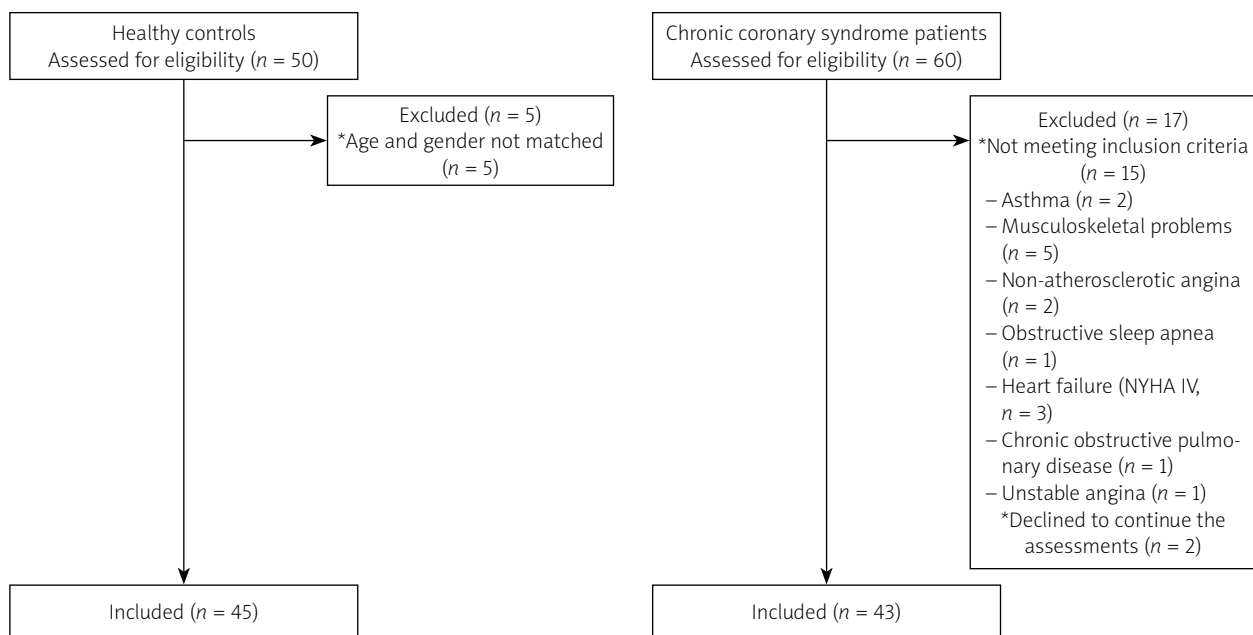 Healthy controls
Assessed for eligibility (n = 50)
Excluded (n = 5)
*Age and gender not matched
(n = 5)
Included (n = 45)
Chronic coronary syndrome patients
Assessed for eligibility (n = 60)
Excluded (n = 17)
*Not meeting inclusion criteria
(n = 15)
– Asthma (n = 2)
– Musculoskeletal problems
(n = 5)
– Non-atherosclerotic angina
(n = 2)
– Obstructive sleep apnea
(n = 1)
– Heart failure (NYHA IV,
n = 3)
– Chronic obstructive pulmo-
nary disease (n = 1)
– Unstable angina (n = 1)
*Declined to continue the
assessments (n = 2)
Included (n = 43)